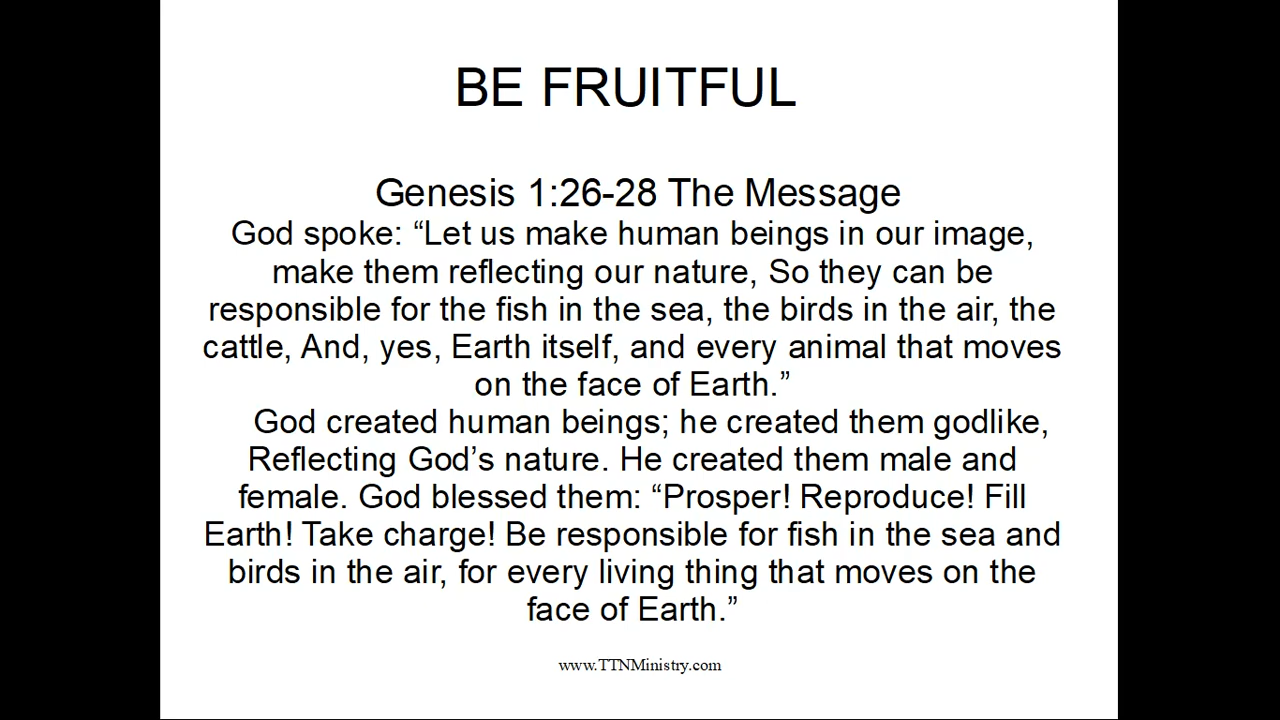 BE FRUITFUL
Genesis 1:26-28 The Message
God spoke: “Let us make human beings in our image,
make them reflecting our nature, So they can be
responsible for the fish in the sea, the birds in the air, the
cattle, And, yes, Earth itself, and every animal that moves
on the face of Earth.”
God created human beings; he created them godlike,
Reflecting God’s nature. He created them male and
female. God blessed them: “Prosper! Reproduce! Fill
Earth! Take charge! Be responsible for fish in the sea and
birds in the air, for every living thing that moves on the
face of Earth.”
www.TTNMinistry.com